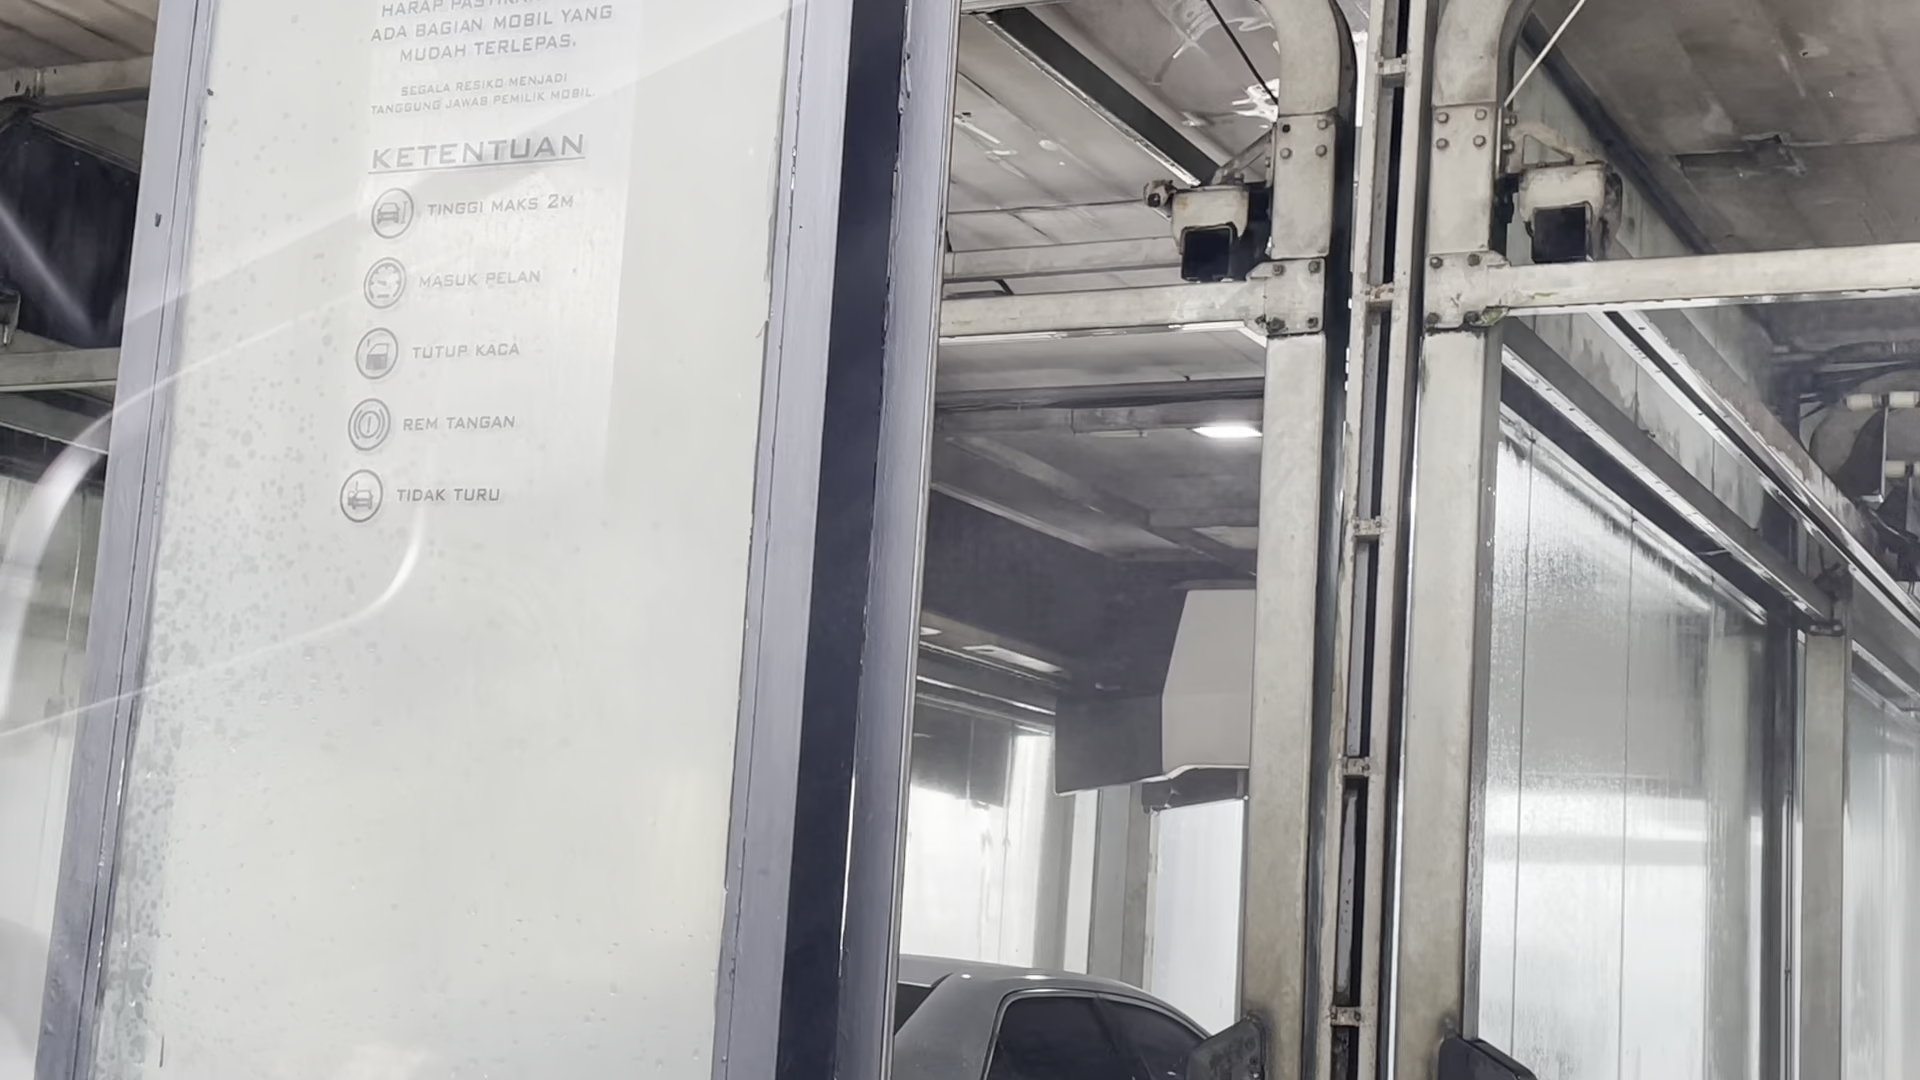 HARAP
ADA BAGIAN MOBIL YANG
MUDAH TERLEPAS.
SEGALA RESIKO MENJADI
TANGGUNG JAWAB PEMILIK MOBIL.
KETENTUAN
TINGGI MAKS 2M
MASUK PELAN
TUTUP KACA
REM TANGAN
TIDAK TURU